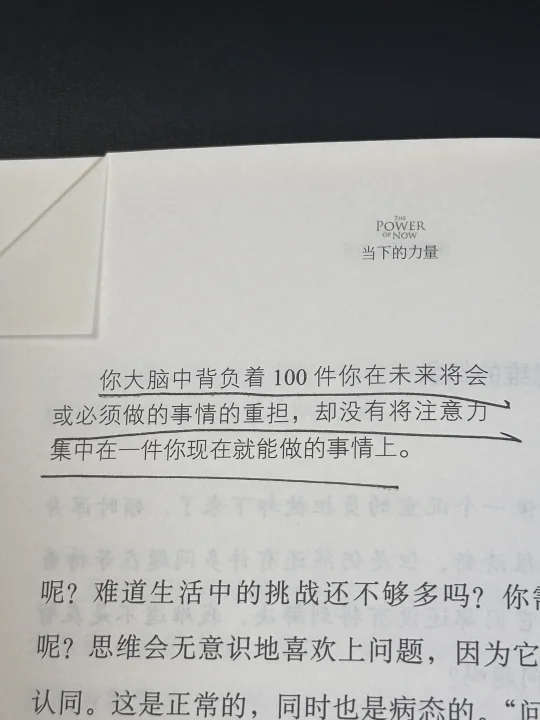 THE
POWER
OF NOW
当下的力量
你大脑中背负着 100 件你在未来将会
或必须做的事情的重担，却没有将注意力
集中在一件你现在就能做的事情上。
呢？难道生活中的挑战还不够多吗？你
呢？思维会无意识地喜欢上问题，因为它
认同。这是正常的，同时也是病态的。“问